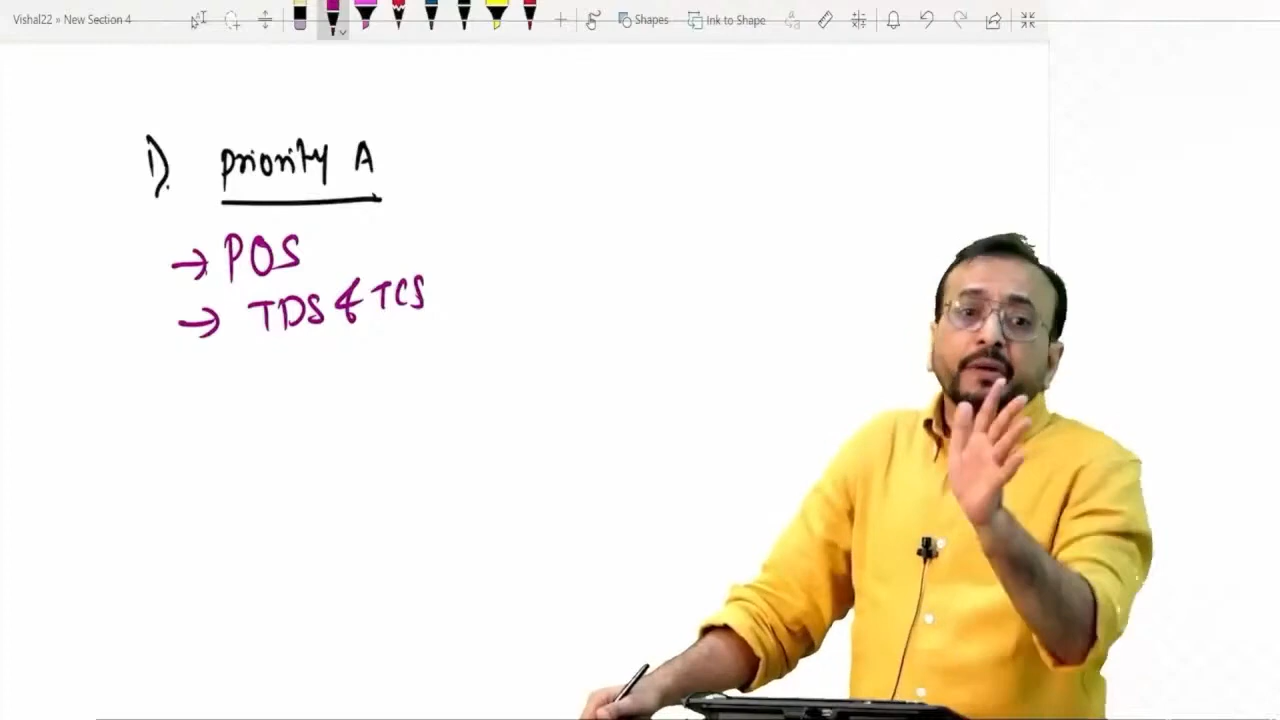 Vishal22 » New Section 4
Shapes
Ink to Shape
1). Priority A
→ POS
→ TDS & TCS